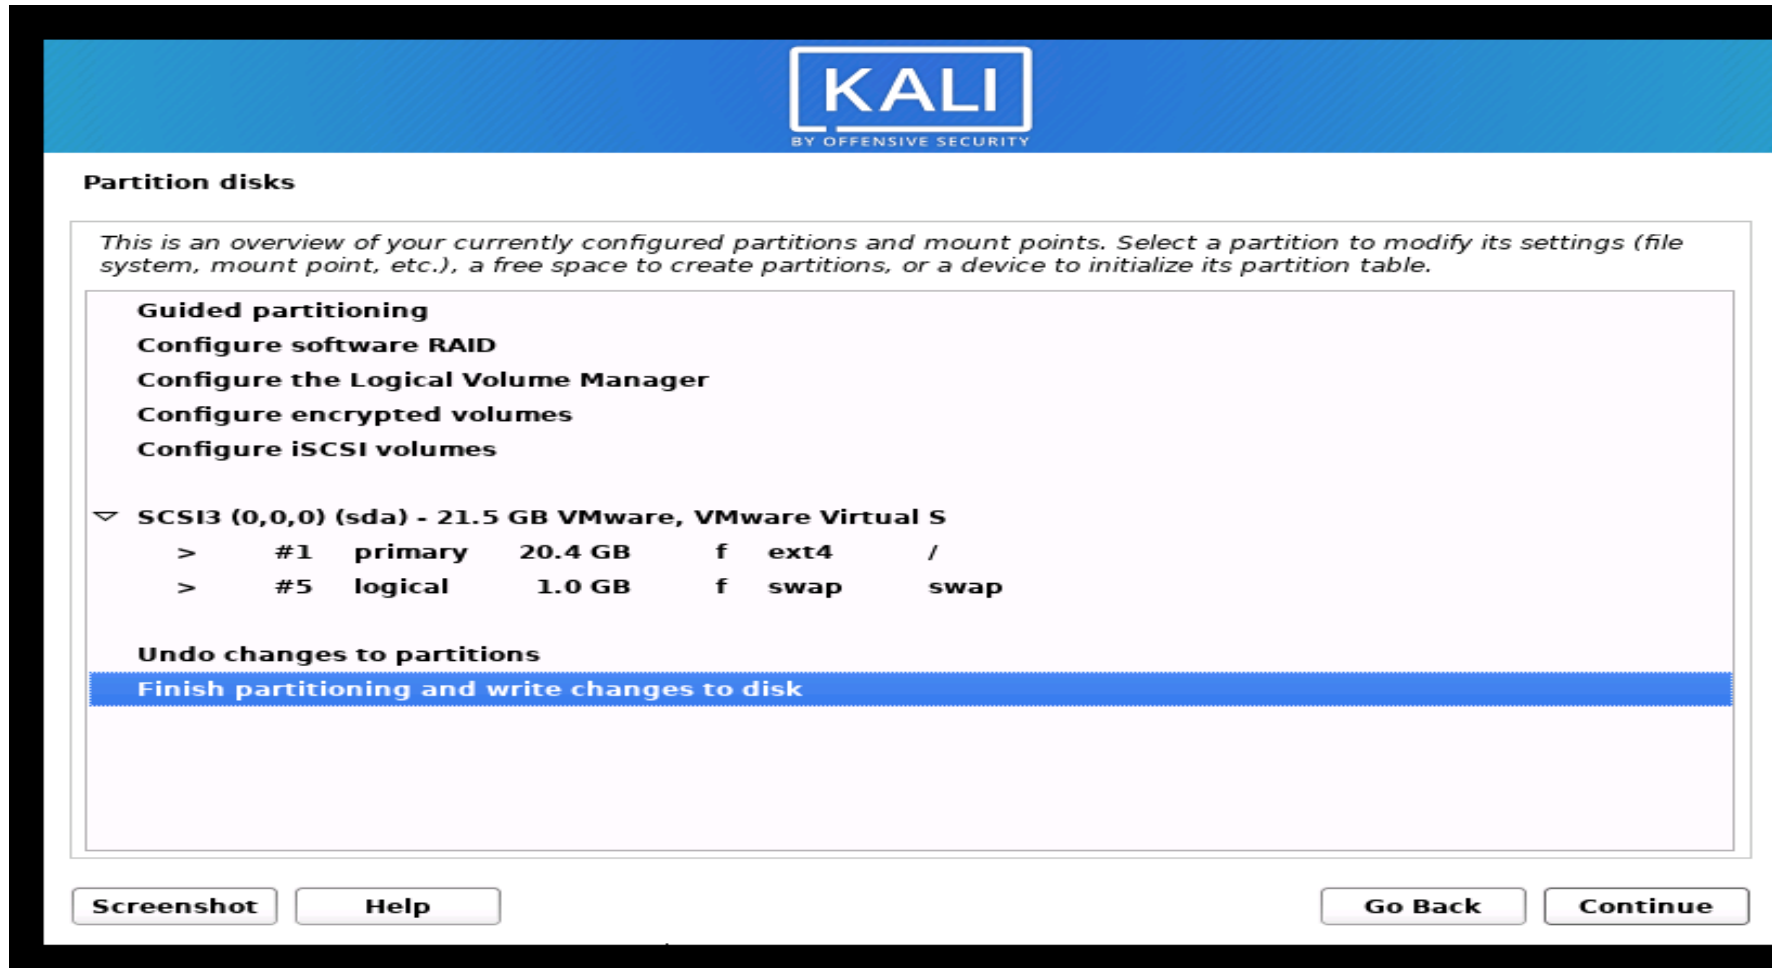 KALI
BY OFFENSIVE SECURITY
Partition disks
This is an overview of your currently configured partitions and mount points. Select a partition to modify its settings (file
system, mount point, etc.), a free space to create partitions, or a device to initialize its partition table.
Guided partitioning
Configure software RAID
Configure the Logical Volume Manager
Configure encrypted volumes
Configure iSCSI volumes
SCSI3 (0,0,0) (sda) - 21.5 GB VMware, VMware Virtual S
> #1 primary 20.4 GB f ext4 /
> #5 logical 1.0 GB f swap swap
Undo changes to partitions
Finish partitioning and write changes to disk
Screenshot Help Go Back Continue